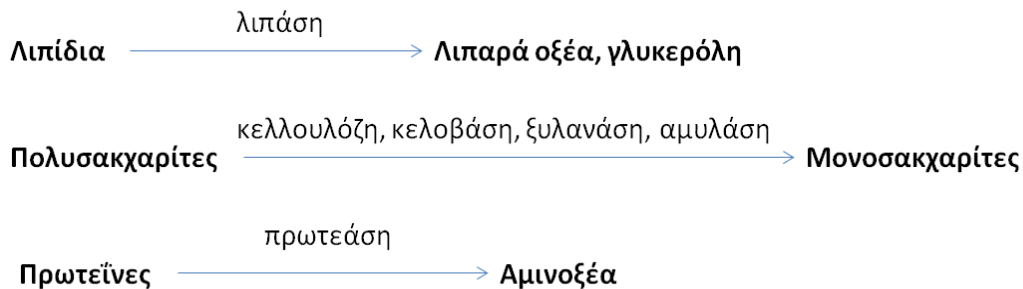 λιπάση
Λιπίδια Λιπαρά οξέα, γλυκερόλη
κελλουλόζη, κελοβάση, ξυλανάση, αμυλάση
Πολυσακχαρίτες Μονοσακχαρίτες
πρωτεάση
Πρωτεΐνες Αμινοξέα